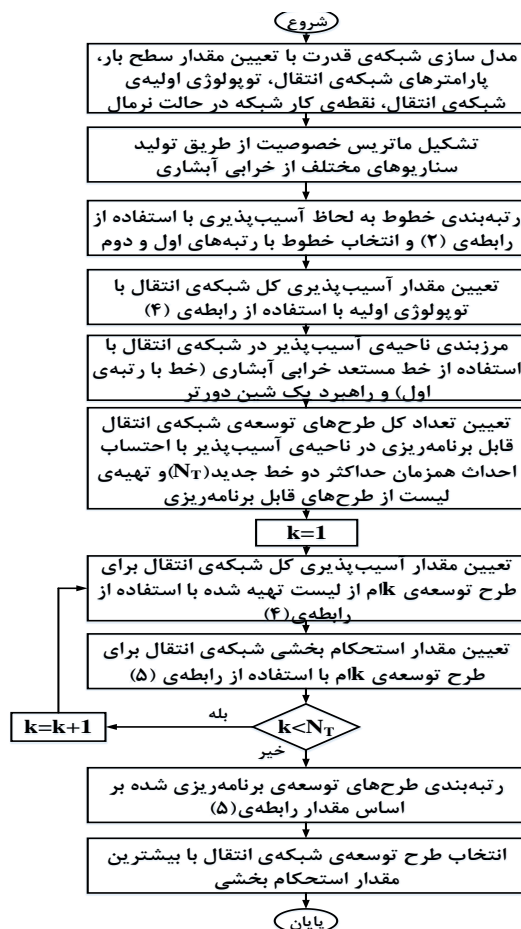 شروع
مدل سازی شبکه‌ی قدرت با تعیین مقدار سطح بار،
پارامترهای شبکه‌ی انتقال، توپولوژی اولیه‌ی
شبکه‌ی انتقال، نقطه‌ی کار شبکه در حالت نرمال
تشکیل ماتریس خصوصیت از طریق تولید
سناریوهای مختلف از خرابی آبشاری
رتبه‌بندی خطوط به لحاظ آسیب‌پذیری با استفاده از
رابطه‌ی (۲) و انتخاب خطوط با رتبه‌های اول و دوم
تعیین مقدار آسیب‌پذیری کل شبکه‌ی انتقال با
توپولوژی اولیه با استفاده از رابطه‌ی (۴)
مرزبندی ناحیه‌ی آسیب‌پذیر در شبکه‌ی انتقال با
استفاده از خط مستعد خرابی آبشاری (خط با رتبه‌ی
اول) و راهبرد یک شین دورتر
تعیین تعداد کل طرح‌های توسعه‌ی شبکه‌ی انتقال
قابل برنامه‌ریزی در ناحیه‌ی آسیب‌پذیر با احتساب
احداث همزمان حداکثر دو خط جدید(NT)و تهیه‌ی
لیست از طرح‌های قابل برنامه‌ریزی
k=1
تعیین مقدار آسیب‌پذیری کل شبکه‌ی انتقال برای
طرح توسعه‌ی kام از لیست تهیه شده با استفاده از
رابطه‌ی(۴)
تعیین مقدار استحکام بخشی شبکه‌ی انتقال برای
طرح توسعه‌ی kام با استفاده از رابطه‌ی (۵)
k<NT
بله
k=k+1
خیر
رتبه‌بندی طرح‌های توسعه‌ی برنامه‌ریزی شده بر
اساس مقدار رابطه‌ی(۵)
انتخاب طرح توسعه‌ی شبکه‌ی انتقال با بیشترین
مقدار استحکام بخشی
پایان